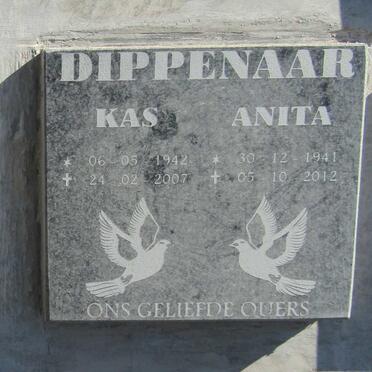 DIPPENAAR
KAS ANITA
* 06-05-1942 * 30-12-1941
✝ 24-02-2007 ✝ 05-10-2012
ONS GELIEFDE OUERS